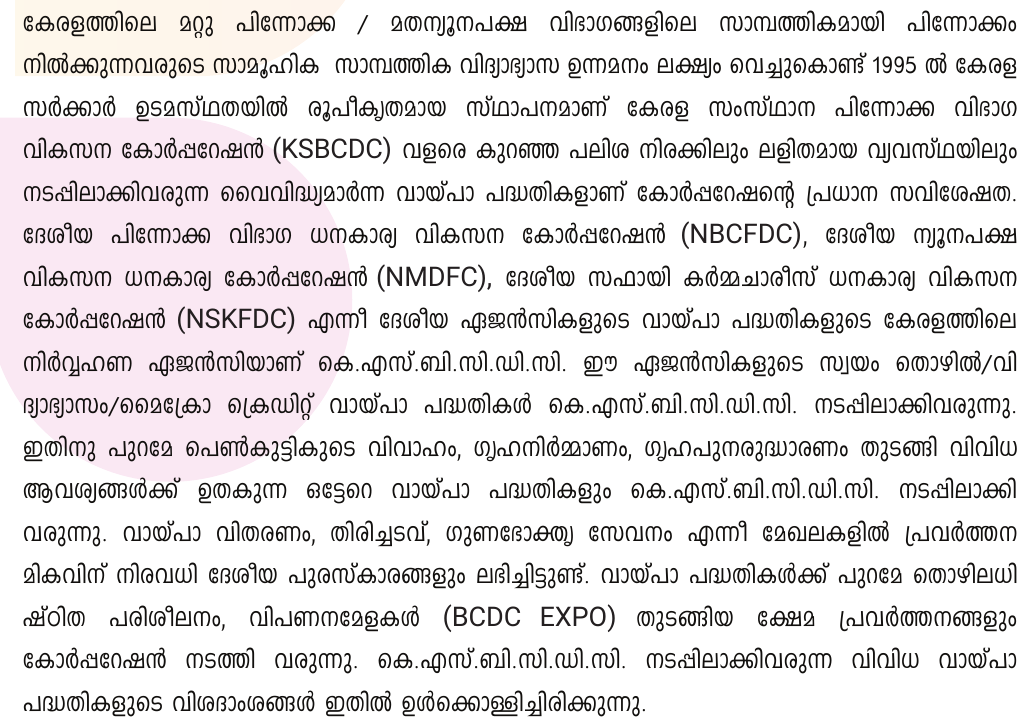 കേരളത്തിലെ മറ്റു പിന്നോക്ക / മതന്യൂനപക്ഷ വിഭാഗങ്ങളിലെ സാമ്പത്തികമായി പിന്നോക്കം
നിൽക്കുന്നവരുടെ സാമൂഹിക സാമ്പത്തിക വിദ്യാഭ്യാസ ഉന്നമനം ലക്ഷ്യം വെച്ചുകൊണ്ട് 1995 ൽ കേരള
സർക്കാർ ഉടമസ്ഥതയിൽ രൂപീകൃതമായ സ്ഥാപനമാണ് കേരള സംസ്ഥാന പിന്നോക്ക വിഭാഗ
വികസന കോർപ്പറേഷൻ (KSBCDC) വളരെ കുറഞ്ഞ പലിശ നിരക്കിലും ലളിതമായ വ്യവസ്ഥയിലും
നടപ്പിലാക്കിവരുന്ന വൈവിദ്ധ്യമാർന്ന വായ്പാ പദ്ധതികളാണ് കോർപ്പറേഷന്റെ പ്രധാന സവിശേഷത.
ദേശീയ പിന്നോക്ക വിഭാഗ ധനകാര്യ വികസന കോർപ്പറേഷൻ (NBCFDC), ദേശീയ ന്യൂനപക്ഷ
വികസന ധനകാര്യ കോർപ്പറേഷൻ (NMDFC), ദേശീയ സഫായി കർമ്മചാരീസ് ധനകാര്യ വികസന
കോർപ്പറേഷൻ (NSKFDC) എന്നീ ദേശീയ ഏജൻസികളുടെ വായ്പാ പദ്ധതികളുടെ കേരളത്തിലെ
നിർവ്വഹണ ഏജൻസിയാണ് കെ.എസ്.ബി.സി.ഡി.സി. ഈ ഏജൻസികളുടെ സ്വയം തൊഴിൽ/വി
ദ്യാഭ്യാസം/മൈക്രോ ക്രെഡിറ്റ് വായ്പാ പദ്ധതികൾ കെ.എസ്.ബി.സി.ഡി.സി. നടപ്പിലാക്കിവരുന്നു.
ഇതിനു പുറമേ പെൺകുട്ടികുടെ വിവാഹം, ഗൃഹനിർമ്മാണം, ഗൃഹപുനരുദ്ധാരണം തുടങ്ങി വിവിധ
ആവശ്യങ്ങൾക്ക് ഉതകുന്ന ഒട്ടേറെ വായ്പാ പദ്ധതികളും കെ.എസ്.ബി.സി.ഡി.സി. നടപ്പിലാക്കി
വരുന്നു. വായ്പാ വിതരണം, തിരിച്ചടവ്, ഗുണഭോക്തൃ സേവനം എന്നീ മേഖലകളിൽ പ്രവർത്തന
മികവിന് നിരവധി ദേശീയ പുരസ്കാരങ്ങളും ലഭിച്ചിട്ടുണ്ട്. വായ്പാ പദ്ധതികൾക്ക് പുറമേ തൊഴിലധി
ഷ്ഠിത പരിശീലനം, വിപണനമേളകൾ (BCDC EXPO) തുടങ്ങിയ ക്ഷേമ പ്രവർത്തനങ്ങളും
കോർപ്പറേഷൻ നടത്തി വരുന്നു. കെ.എസ്.ബി.സി.ഡി.സി. നടപ്പിലാക്കിവരുന്ന വിവിധ വായ്പാ
പദ്ധതികളുടെ വിശദാംശങ്ങൾ ഇതിൽ ഉൾക്കൊള്ളിച്ചിരിക്കുന്നു.